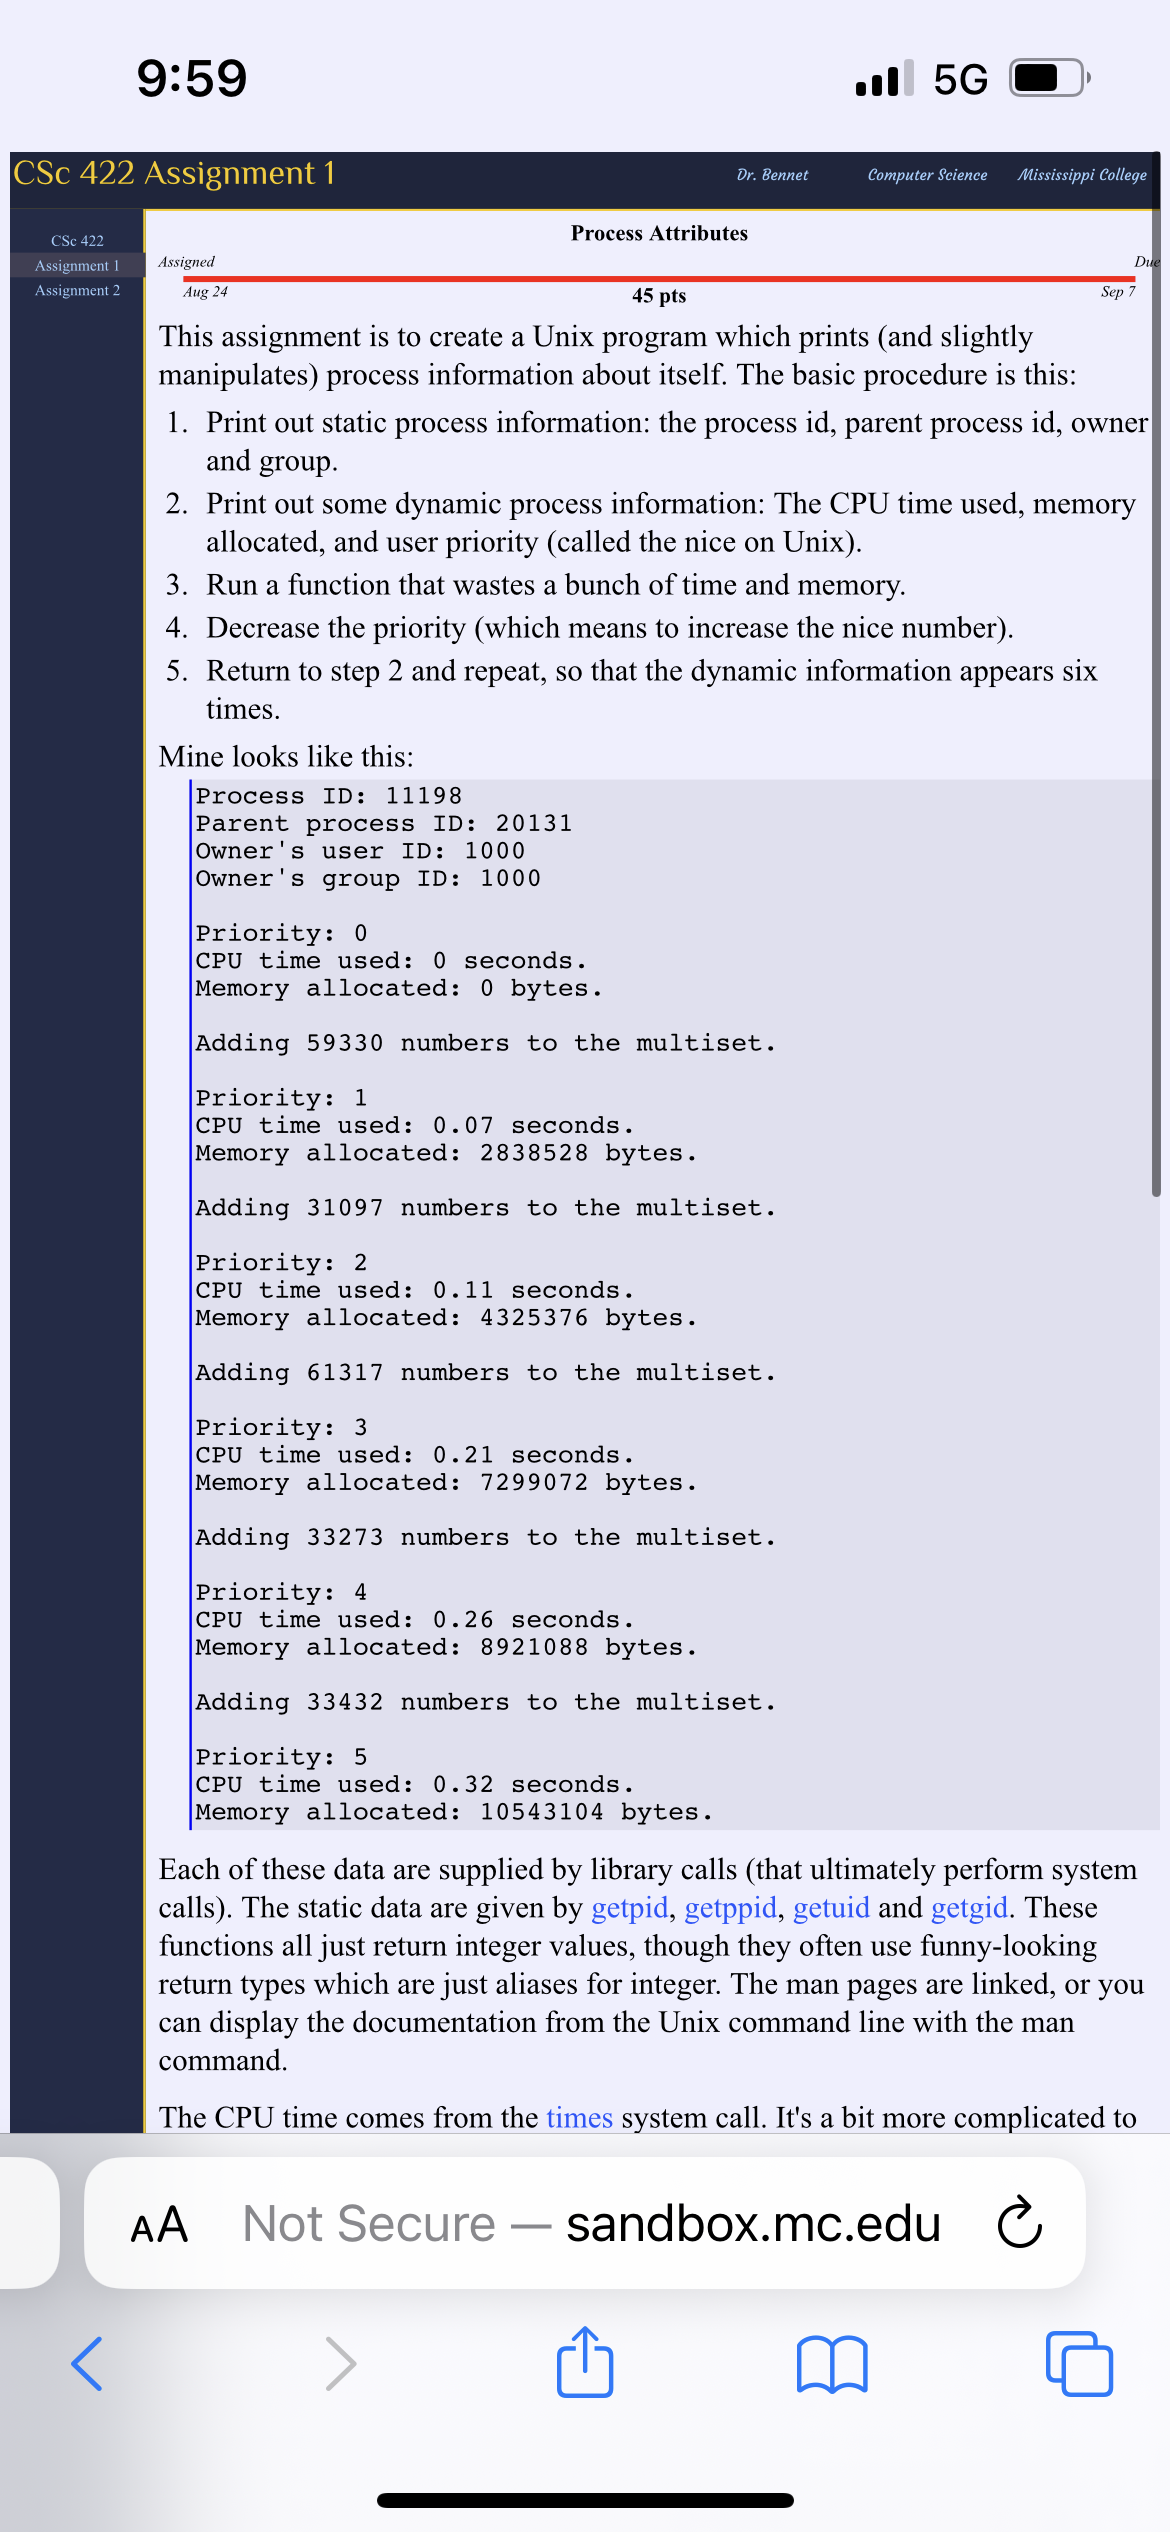 9:59
5G
CSc 422 Assignment 1
Dr. Bennet
Computer Science
Mississippi College
CSc 422
Assignment 1
Assignment 2
Process Attributes
Assigned
Due
Aug 24
45 pts
Sep 7
This assignment is to create a Unix program which prints (and slightly
manipulates) process information about itself. The basic procedure is this:
1. Print out static process information: the process id, parent process id, owner
and group.
2. Print out some dynamic process information: The CPU time used, memory
allocated, and user priority (called the nice on Unix).
3. Run a function that wastes a bunch of time and memory.
4. Decrease the priority (which means to increase the nice number).
5. Return to step 2 and repeat, so that the dynamic information appears six
times.
Mine looks like this:
Process ID: 11198
Parent process ID: 20131
Owner's user ID: 1000
Owner's group ID: 1000
Priority: 0
CPU time used: 0 seconds.
Memory allocated: 0 bytes.
Adding 59330 numbers to the multiset.
Priority: 1
CPU time used: 0.07 seconds.
Memory allocated: 2838528 bytes.
Adding 31097 numbers to the multiset.
Priority: 2
CPU time used: 0.11 seconds.
Memory allocated: 4325376 bytes.
Adding 61317 numbers to the multiset.
Priority: 3
CPU time used: 0.21 seconds.
Memory allocated: 7299072 bytes.
Adding 33273 numbers to the multiset.
Priority: 4
CPU time used: 0.26 seconds.
Memory allocated: 8921088 bytes.
Adding 33432 numbers to the multiset.
Priority: 5
CPU time used: 0.32 seconds.
Memory allocated: 10543104 bytes.
Each of these data are supplied by library calls (that ultimately perform system
calls). The static data are given by getpid, getppid, getuid and getgid. These
functions all just return integer values, though they often use funny-looking
return types which are just aliases for integer. The man pages are linked, or you
can display the documentation from the Unix command line with the man
command.
The CPU time comes from the times system call. It's a bit more complicated to
AA Not Secure — sandbox.mc.edu